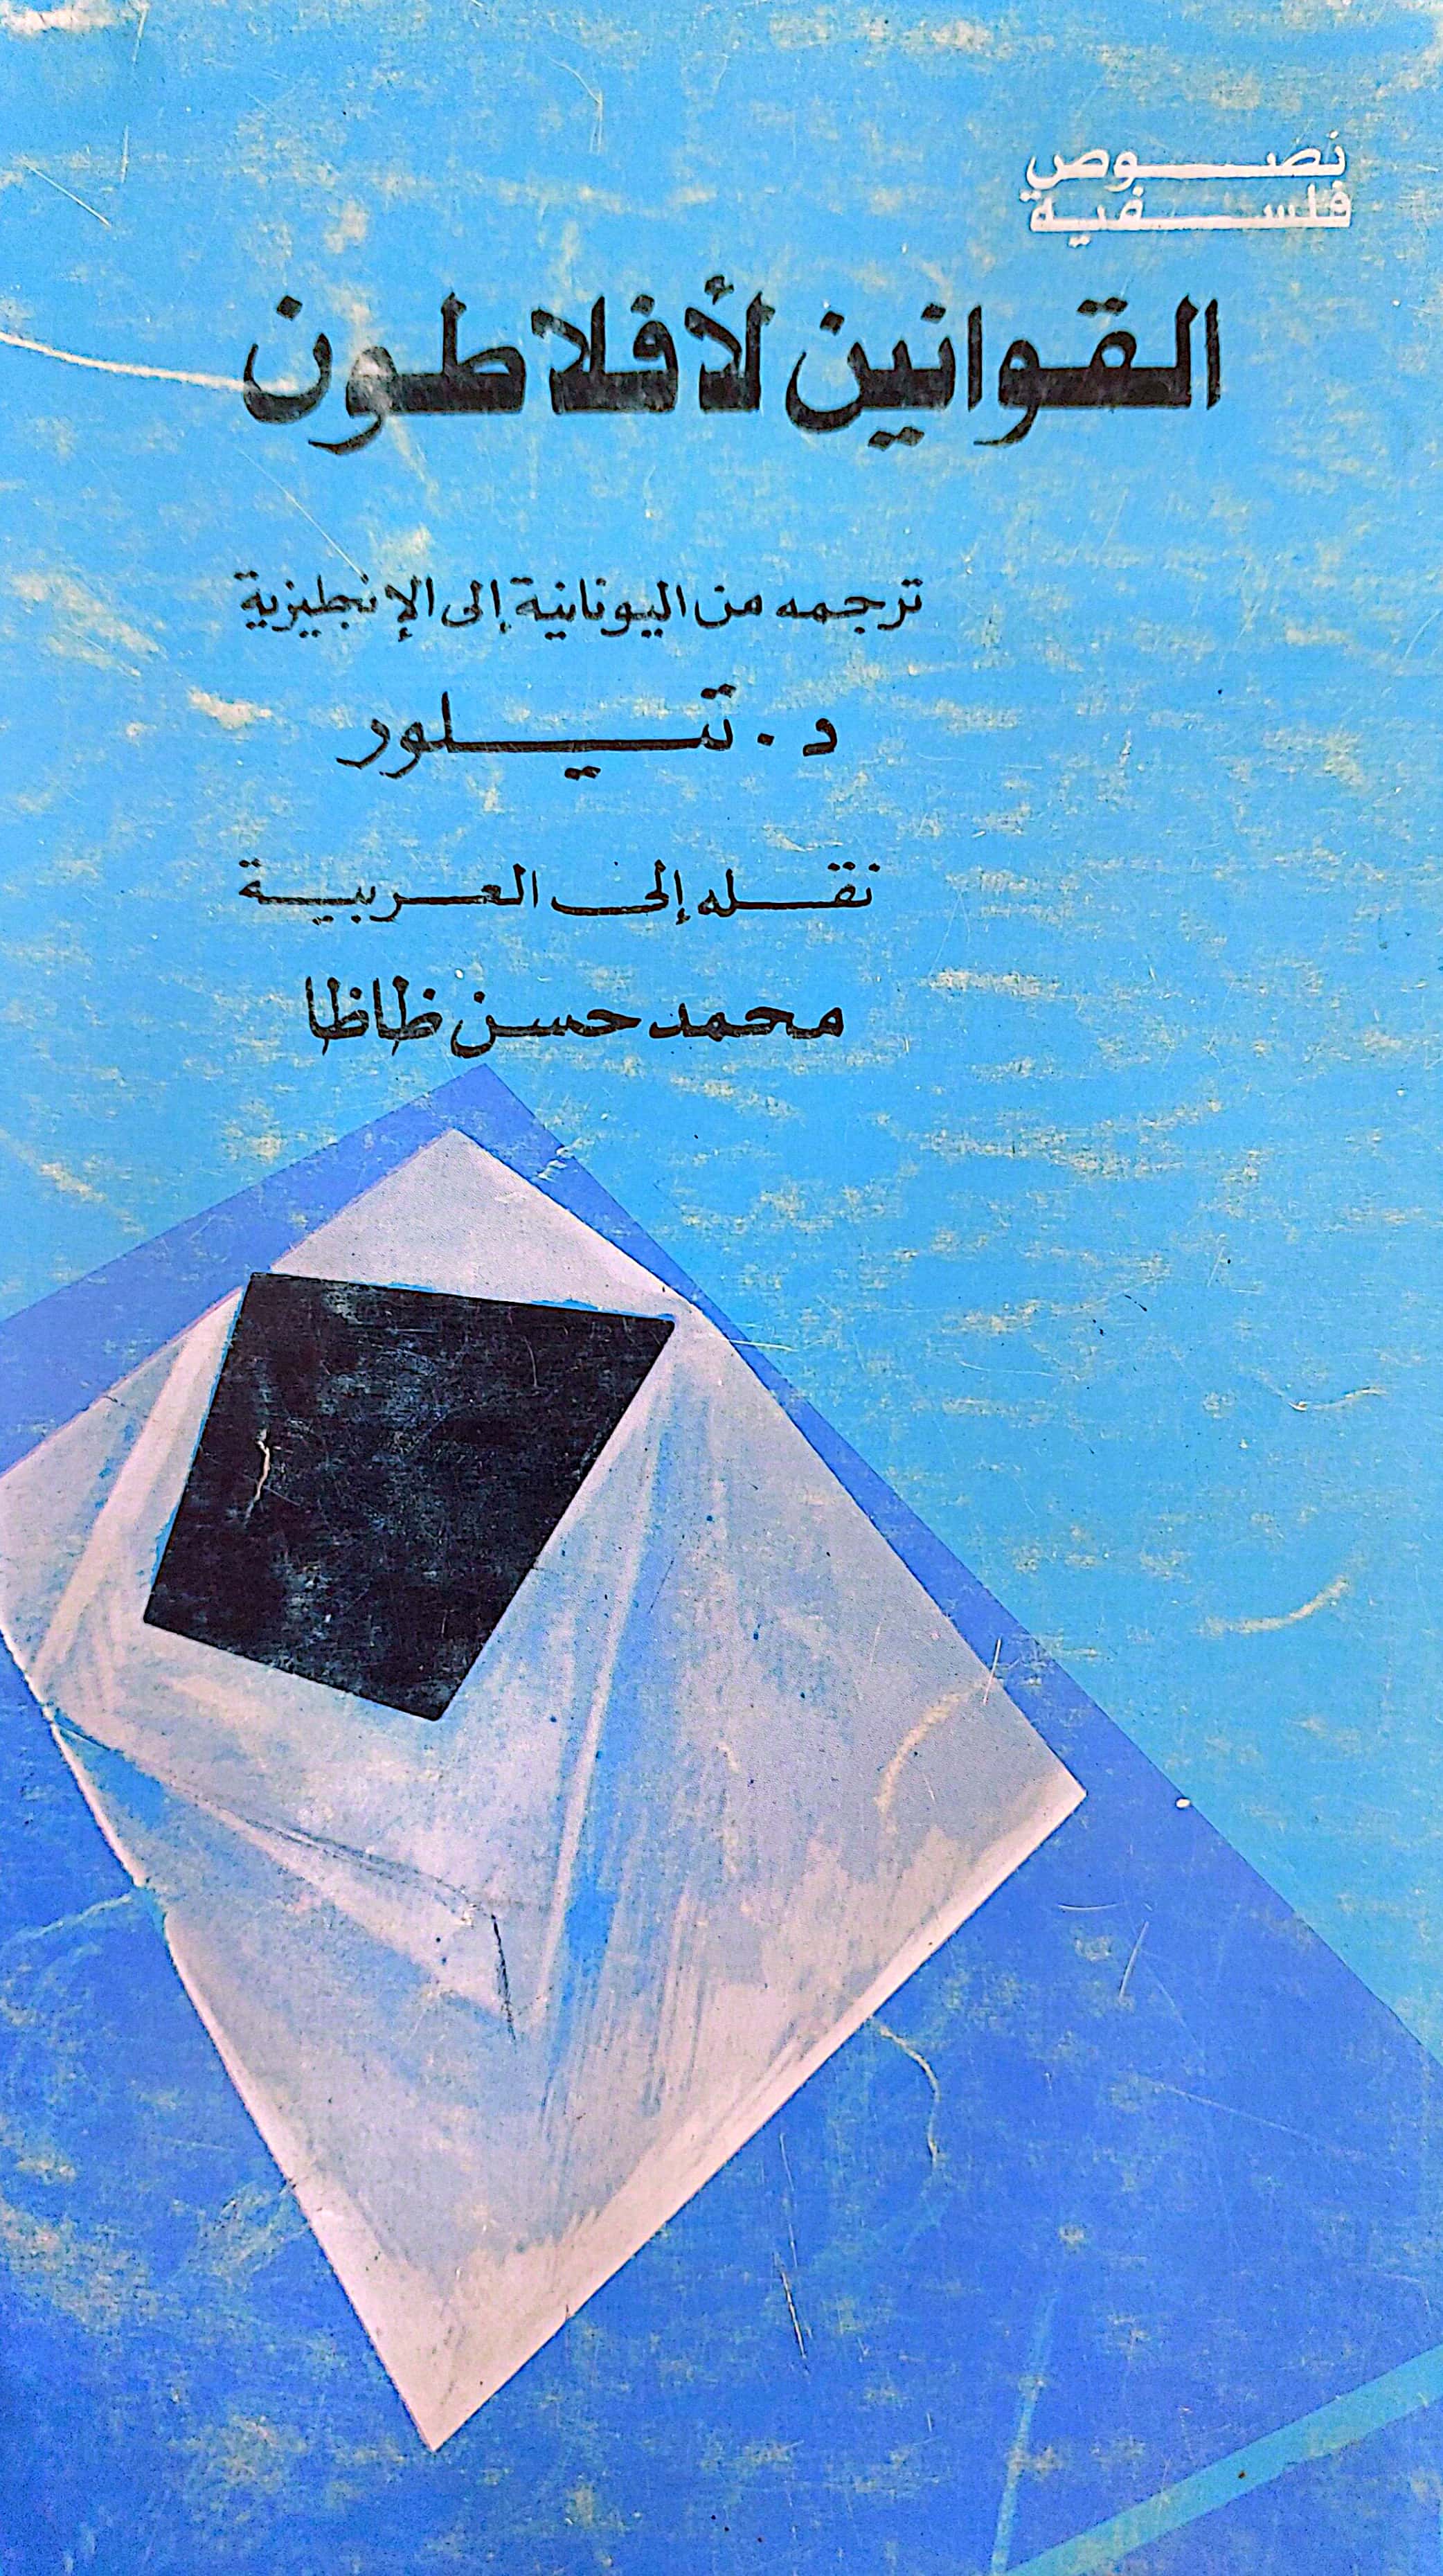 نصوص
فلسفية
القوانين لأفلاطون
ترجمه من اليونانية إلى الإنجليزية
د. تيلور
نقله إلى العربية
محمد حسن ظاظا